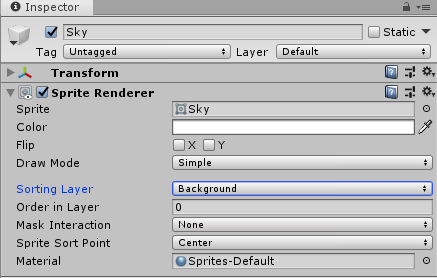 Inspector
Sky Static
Tag Untagged Layer Default
Transform
Sprite Renderer
Sprite Sky
Color
Flip X Y
Draw Mode Simple
Sorting Layer Background
Order in Layer 0
Mask Interaction None
Sprite Sort Point Center
Material Sprites-Default